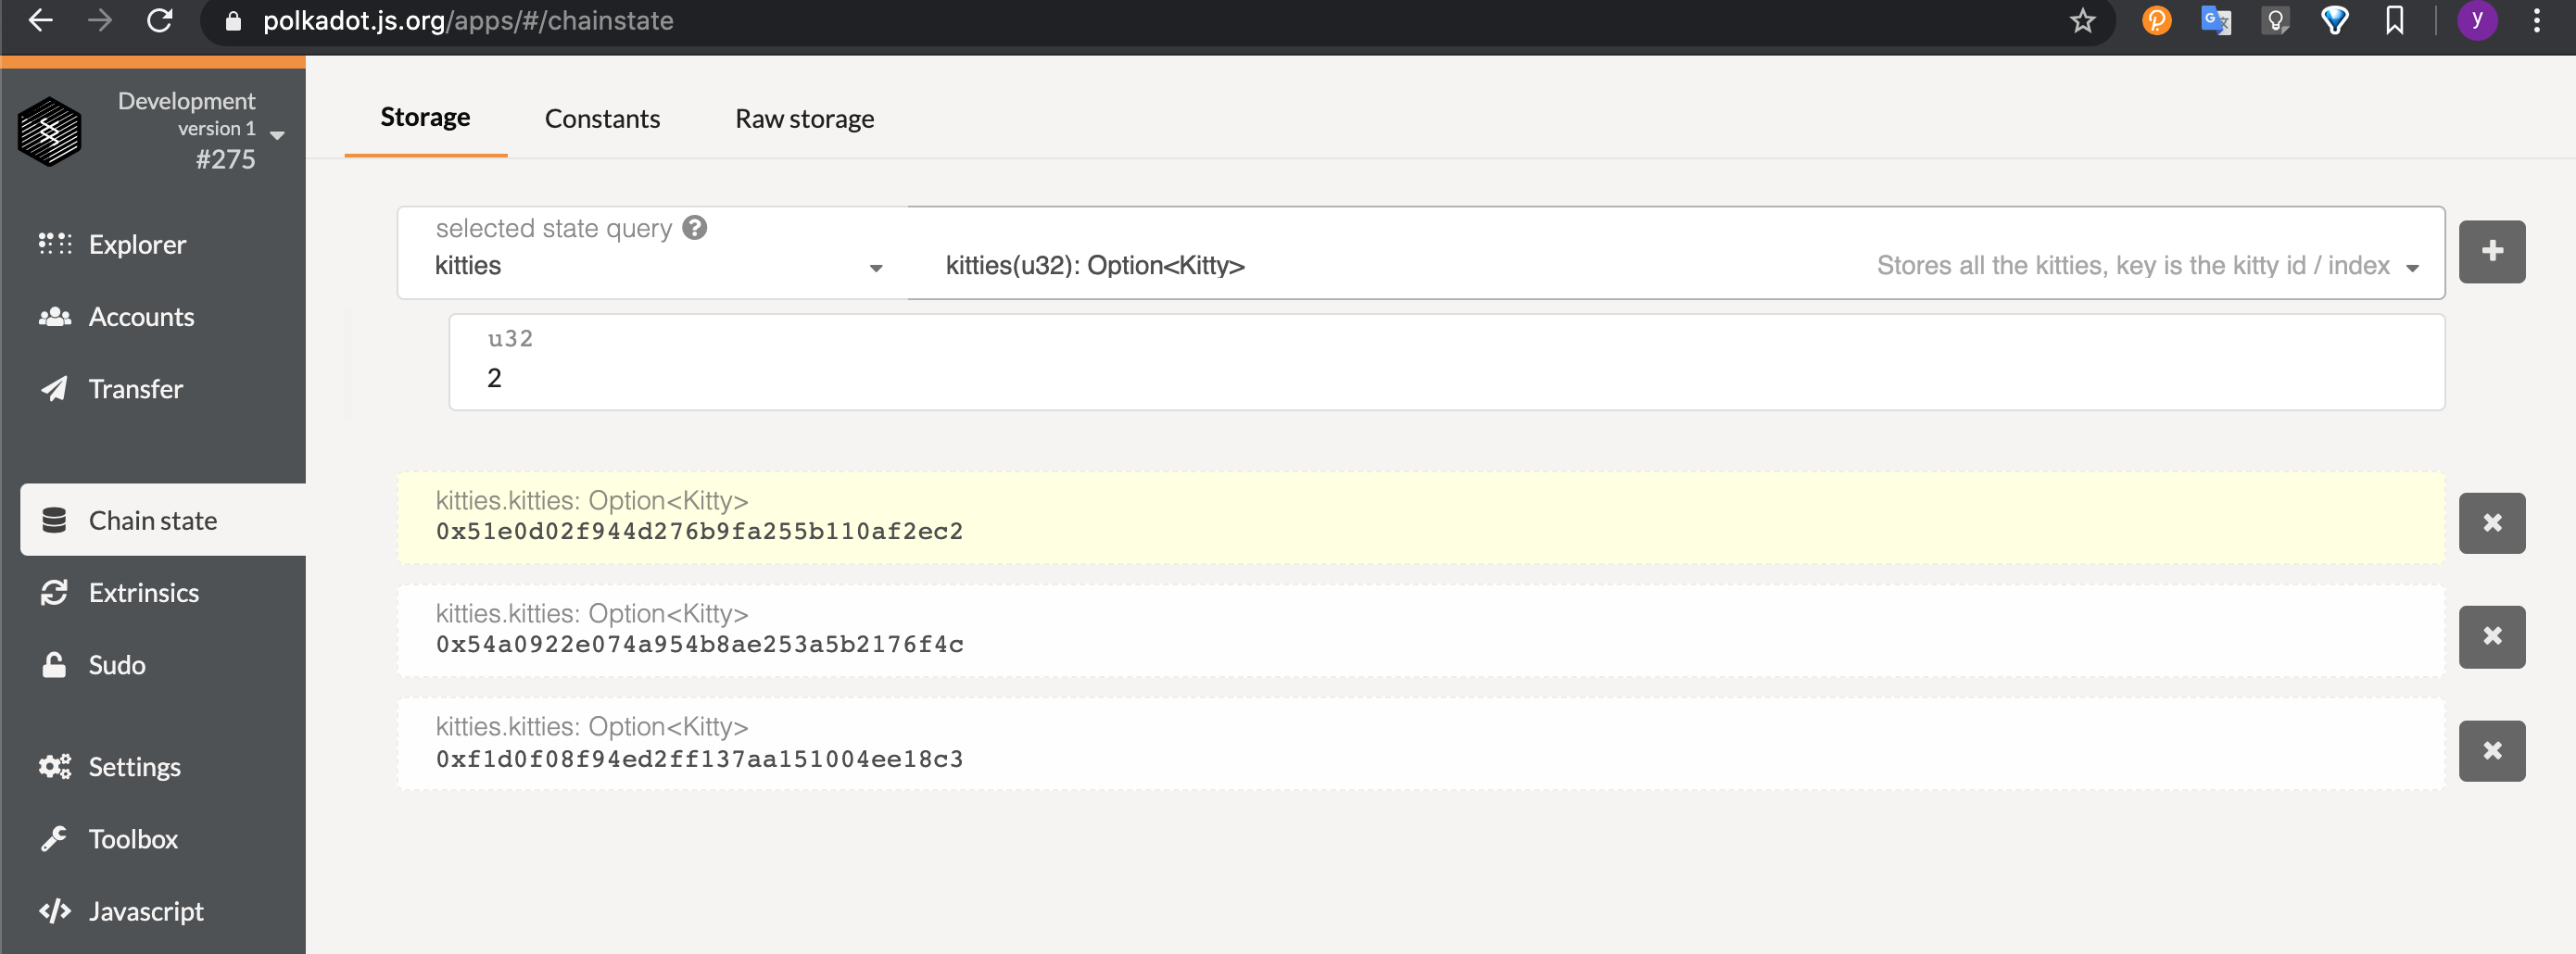 polkadot.js.org/apps/#/chainstate
y
Development
version 1
#275
Explorer
Accounts
Transfer
Chain state
Extrinsics
Sudo
Settings
Toolbox
Javascript
Storage Constants Raw storage
selected state query
kitties
kitties(u32): Option<Kitty> Stores all the kitties, key is the kitty id / index
u32
2
kitties.kitties: Option<Kitty>
0x51e0d02f944d276b9fa255b110af2ec2
kitties.kitties: Option<Kitty>
0x54a0922e074a954b8ae253a5b2176f4c
kitties.kitties: Option<Kitty>
0xf1d0f08f94ed2ff137aa151004ee18c3